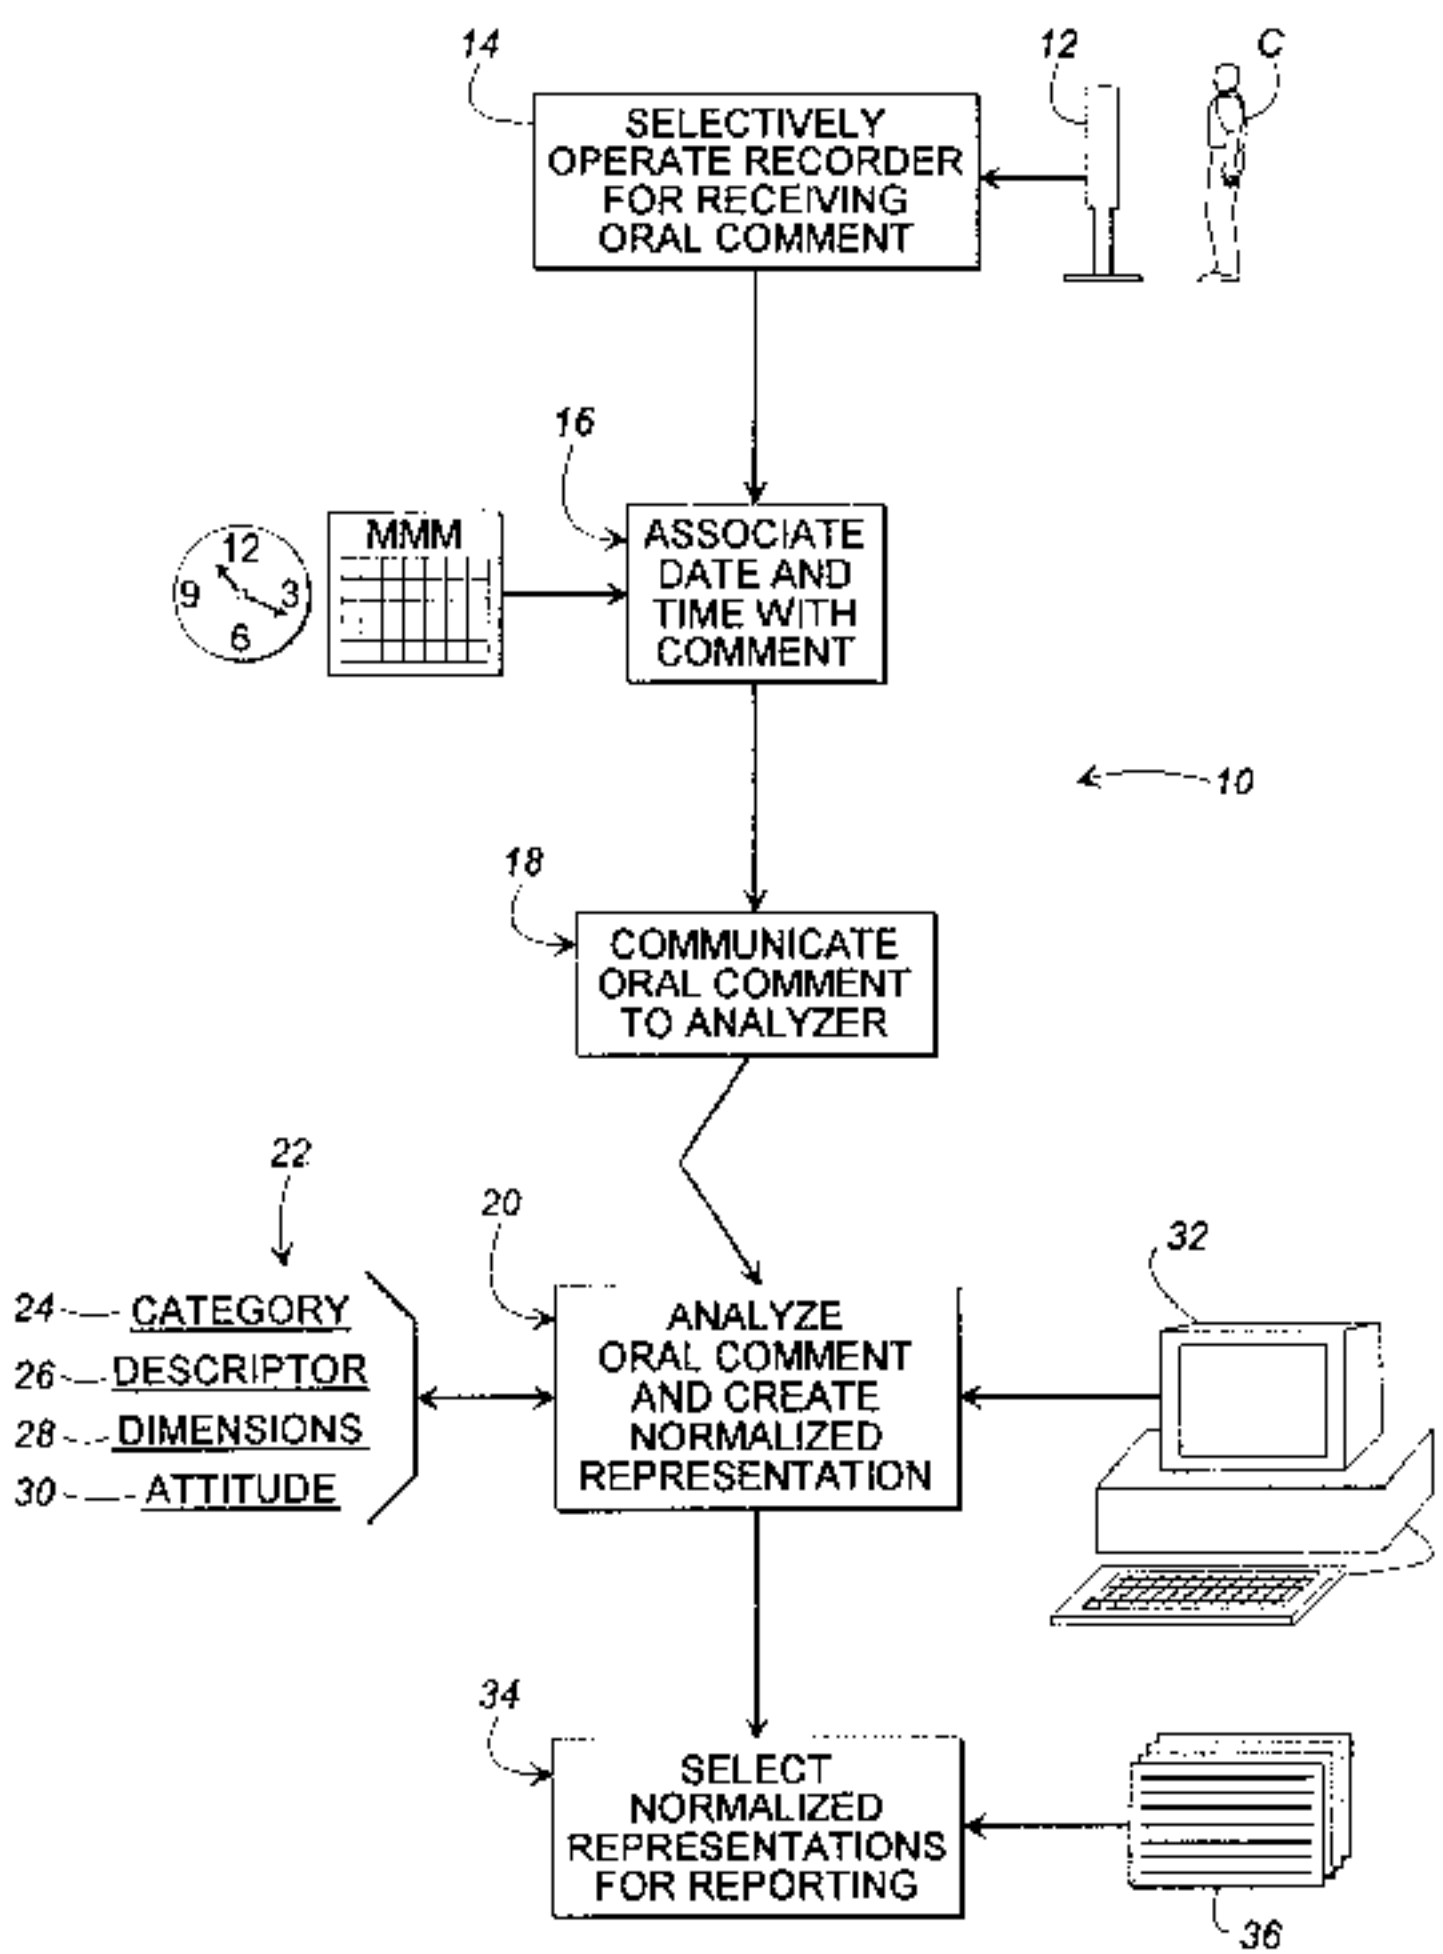 14
12
C
SELECTIVELY
OPERATE RECORDER
FOR RECEIVING
ORAL COMMENT
16
MMM
12
9
3
6
ASSOCIATE
DATE AND
TIME WITH
COMMENT
10
18
COMMUNICATE
ORAL COMMENT
TO ANALYZER
22
20
32
24
CATEGORY
26
DESCRIPTOR
28
DIMENSIONS
30
ATTITUDE
ANALYZE
ORAL COMMENT
AND CREATE
NORMALIZED
REPRESENTATION
34
SELECT
NORMALIZED
REPRESENTATIONS
FOR REPORTING
36